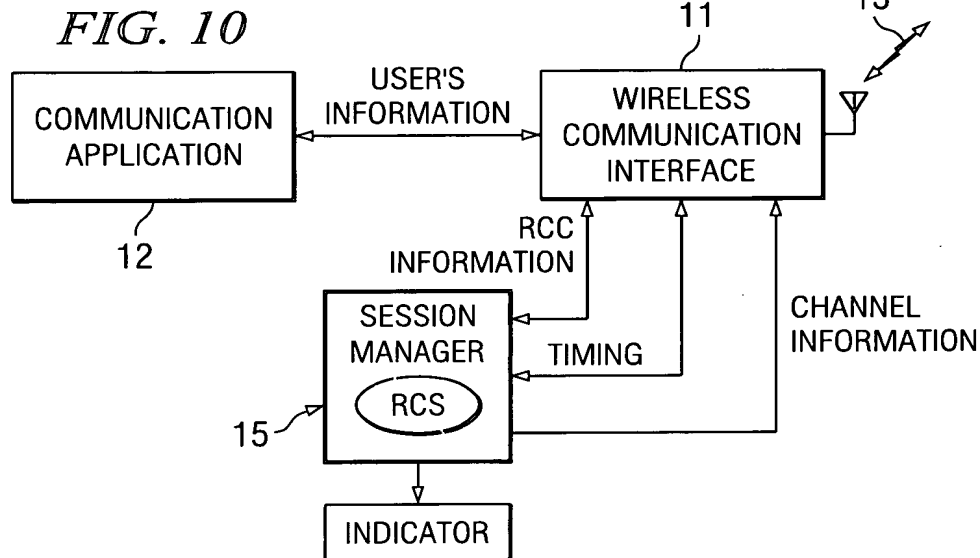 FIG. 10
11
13
COMMUNICATION
APPLICATION
USER'S
INFORMATION
WIRELESS
COMMUNICATION
INTERFACE
12
RCC
INFORMATION
SESSION
MANAGER
RCS
TIMING
CHANNEL
INFORMATION
15
INDICATOR